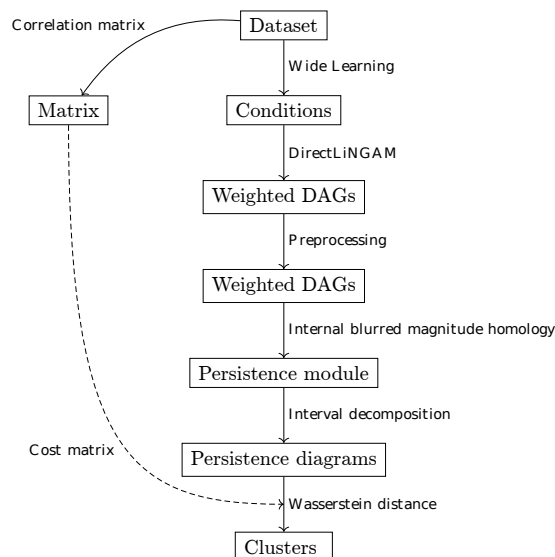 Dataset
Correlation matrix
Wide Learning
Matrix
Conditions
DirectLiNGAM
Weighted DAGs
Preprocessing
Weighted DAGs
Internal blurred magnitude homology
Persistence module
Interval decomposition
Cost matrix
Persistence diagrams
Wasserstein distance
Clusters